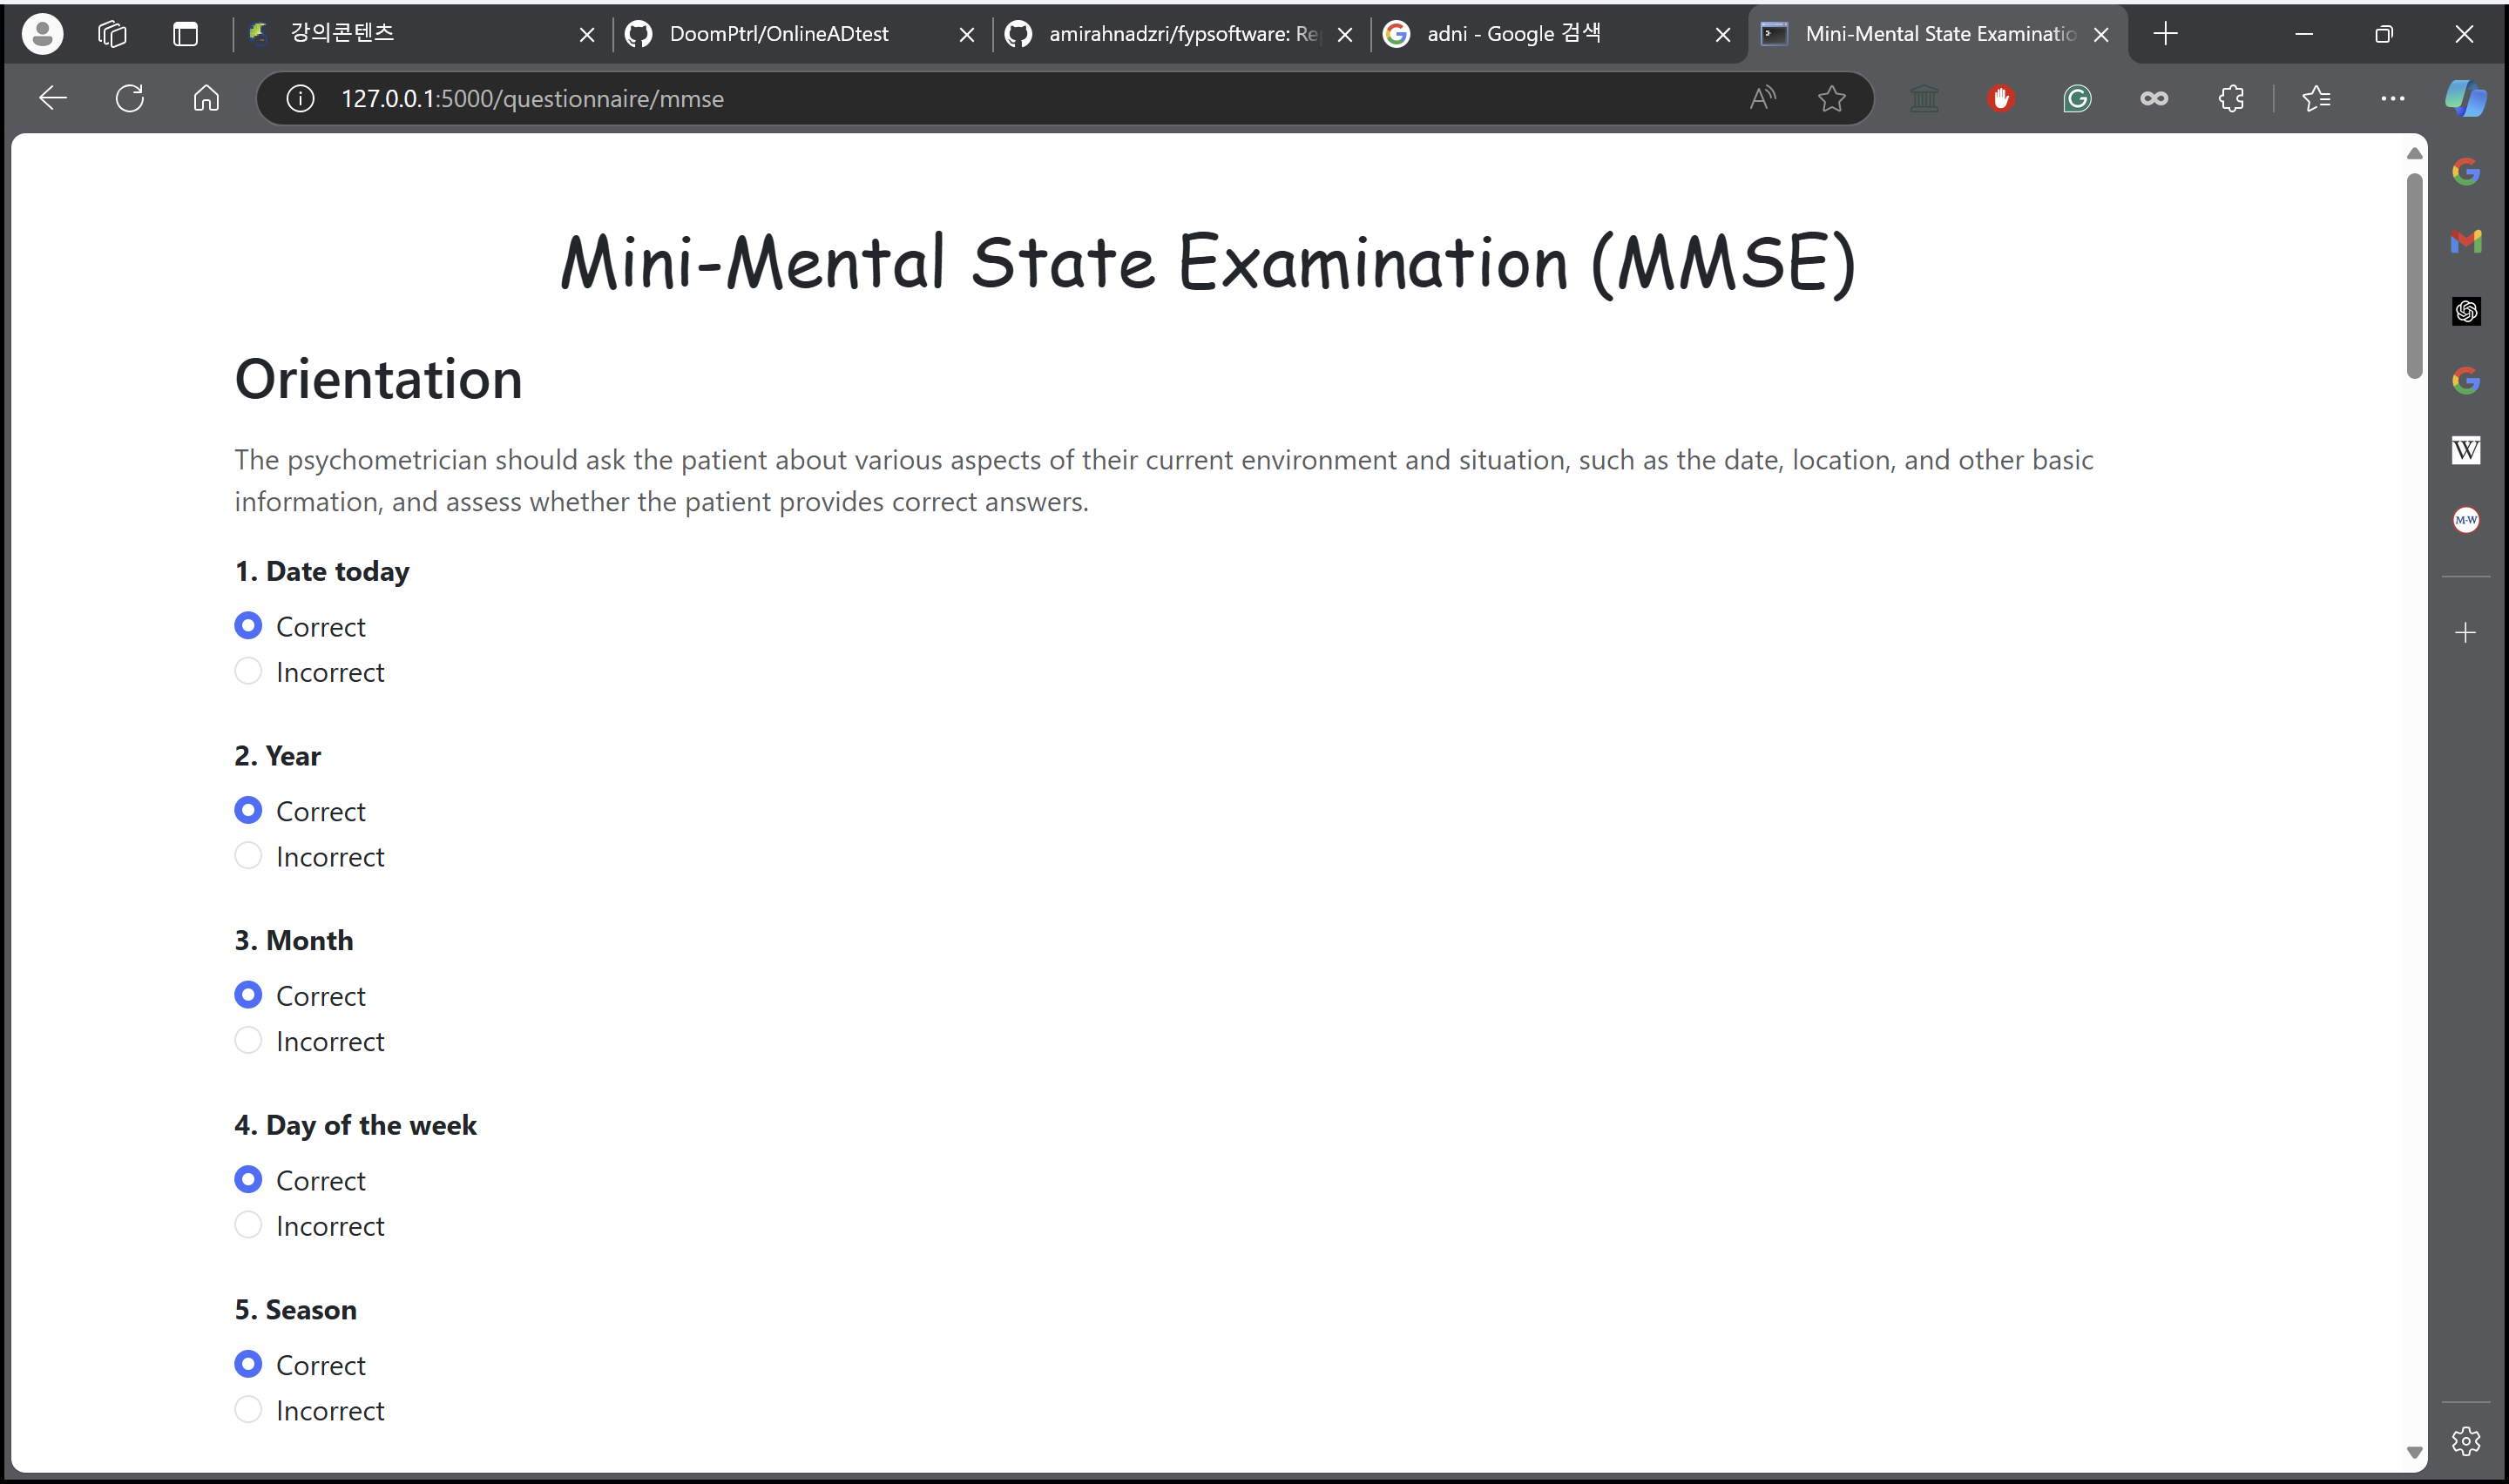 강의콘텐츠
DoomPtrl/OnlineADtest
amirahnadzri/fypsoftware: Re
adni - Google 검색
Mini-Mental State Examinatio
127.0.0.1:5000/questionnaire/mmse
Mini-Mental State Examination (MMSE)
Orientation
The psychometrician should ask the patient about various aspects of their current environment and situation, such as the date, location, and other basic
information, and assess whether the patient provides correct answers.
1. Date today
Correct
Incorrect
2. Year
Correct
Incorrect
3. Month
Correct
Incorrect
4. Day of the week
Correct
Incorrect
5. Season
Correct
Incorrect
W
M-W